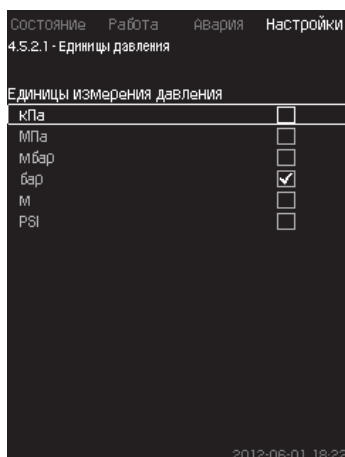 Состояние Работа Авария Настройки
4.5.2.1 - Единицы давления
Единицы измерения давления
кПа
МПа
мбар
бар
м
PSI
2012-06-01 18:22